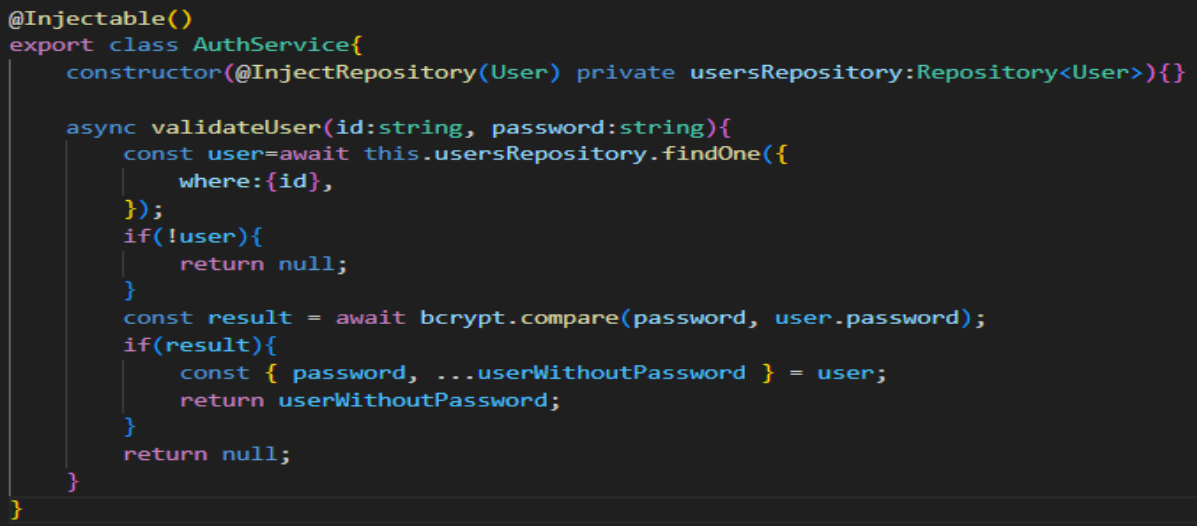 @Injectable()
export class AuthService{
    constructor(@InjectRepository(User) private usersRepository:Repository<User>){}

    async validateUser(id:string, password:string){
        const user=await this.usersRepository.findOne({
            where:{id},
        });
        if(!user){
            return null;
        }
        const result = await bcrypt.compare(password, user.password);
        if(result){
            const { password, ...userWithoutPassword } = user;
            return userWithoutPassword;
        }
        return null;
    }
}